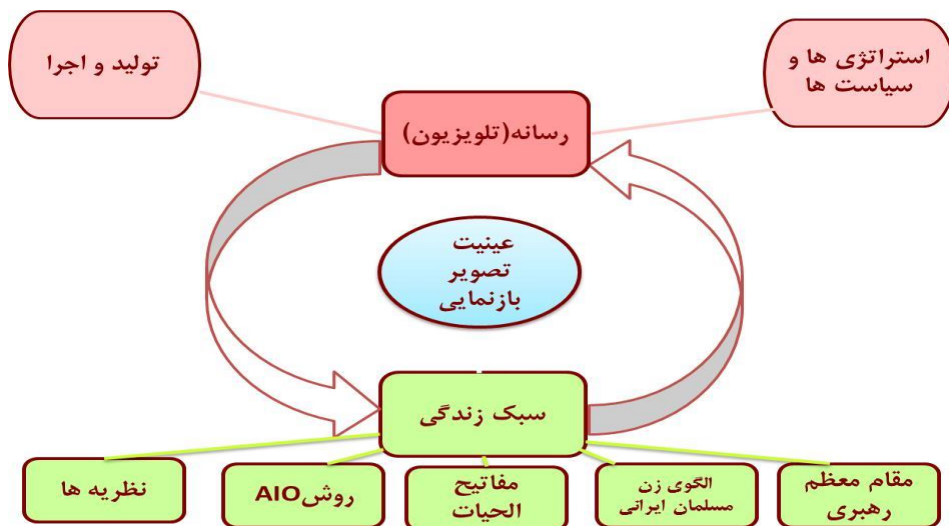 استراتژی ها و
سیاست ها
تولید و اجرا
رسانه(تلویزیون)
عینیت
تصویر
بازنمایی
سبک زندگی
مقام معظم
رهبری
الگوی زن
مسلمان ایرانی
مفاتیح
الحیات
روشAIO
نظریه ها